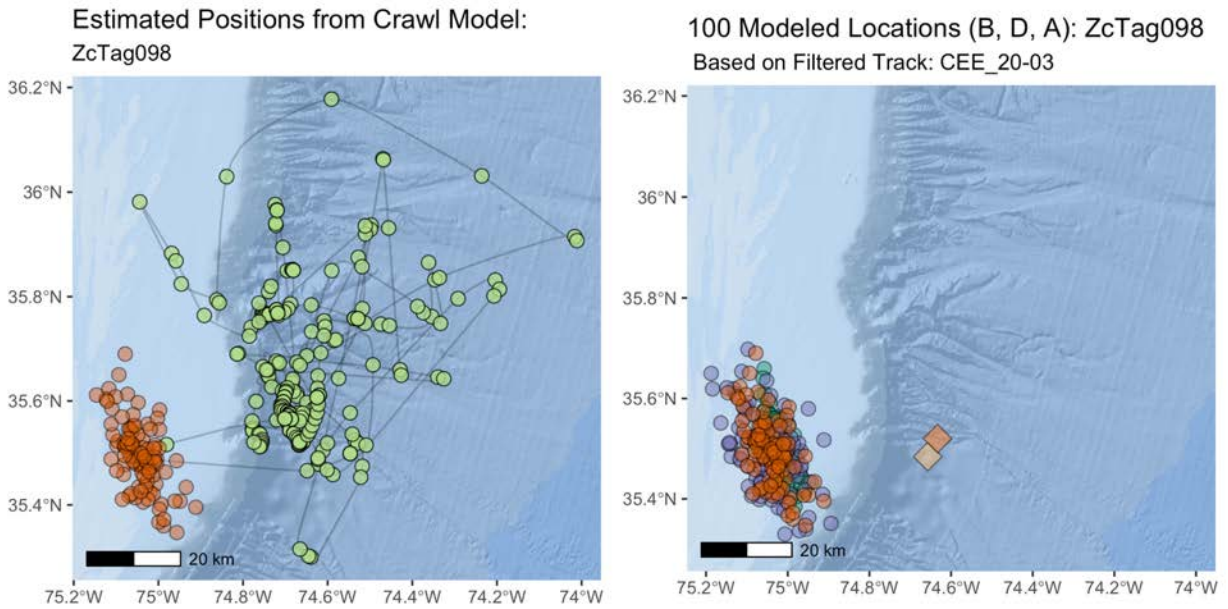 Estimated Positions from Crawl Model:
ZcTag098
36.2°N
36°N
35.8°N
35.6°N
35.4°N
20 km
75.2°W 75°W 74.8°W 74.6°W 74.4°W 74.2°W 74°W
100 Modeled Locations (B, D, A): ZcTag098
Based on Filtered Track: CEE_20-03
36.2°N
36°N
35.8°N
35.6°N
35.4°N
20 km
75.2°W 75°W 74.8°W 74.6°W 74.4°W 74.2°W 74°W